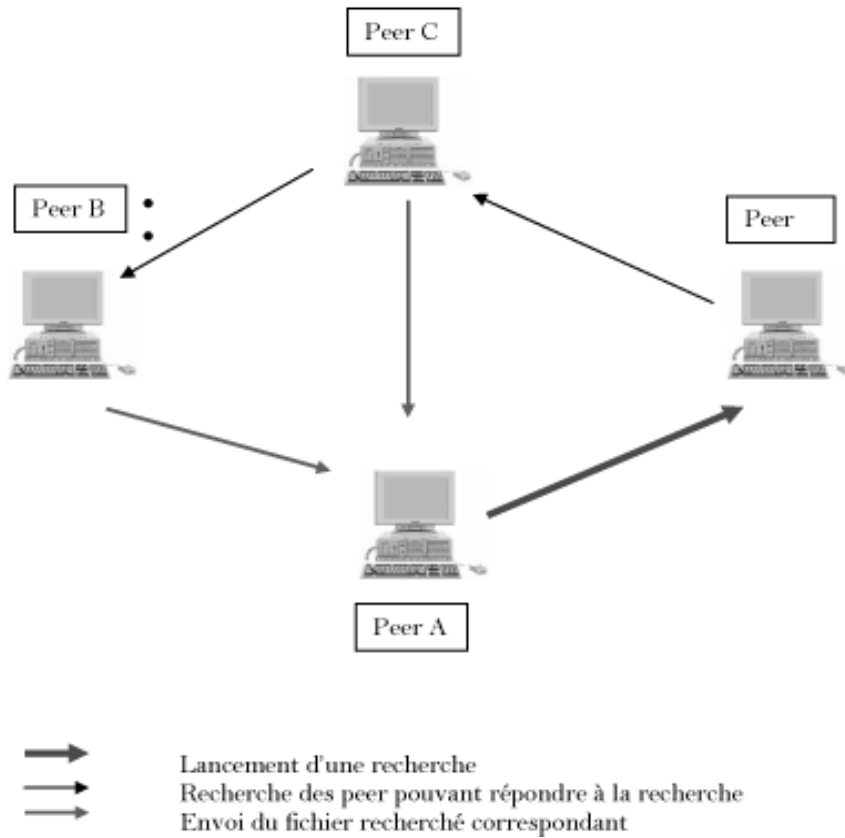 Peer C
Peer B
Peer
Peer A
Lancement d'une recherche
Recherche des peer pouvant répondre à la recherche
Envoi du fichier recherché correspondant